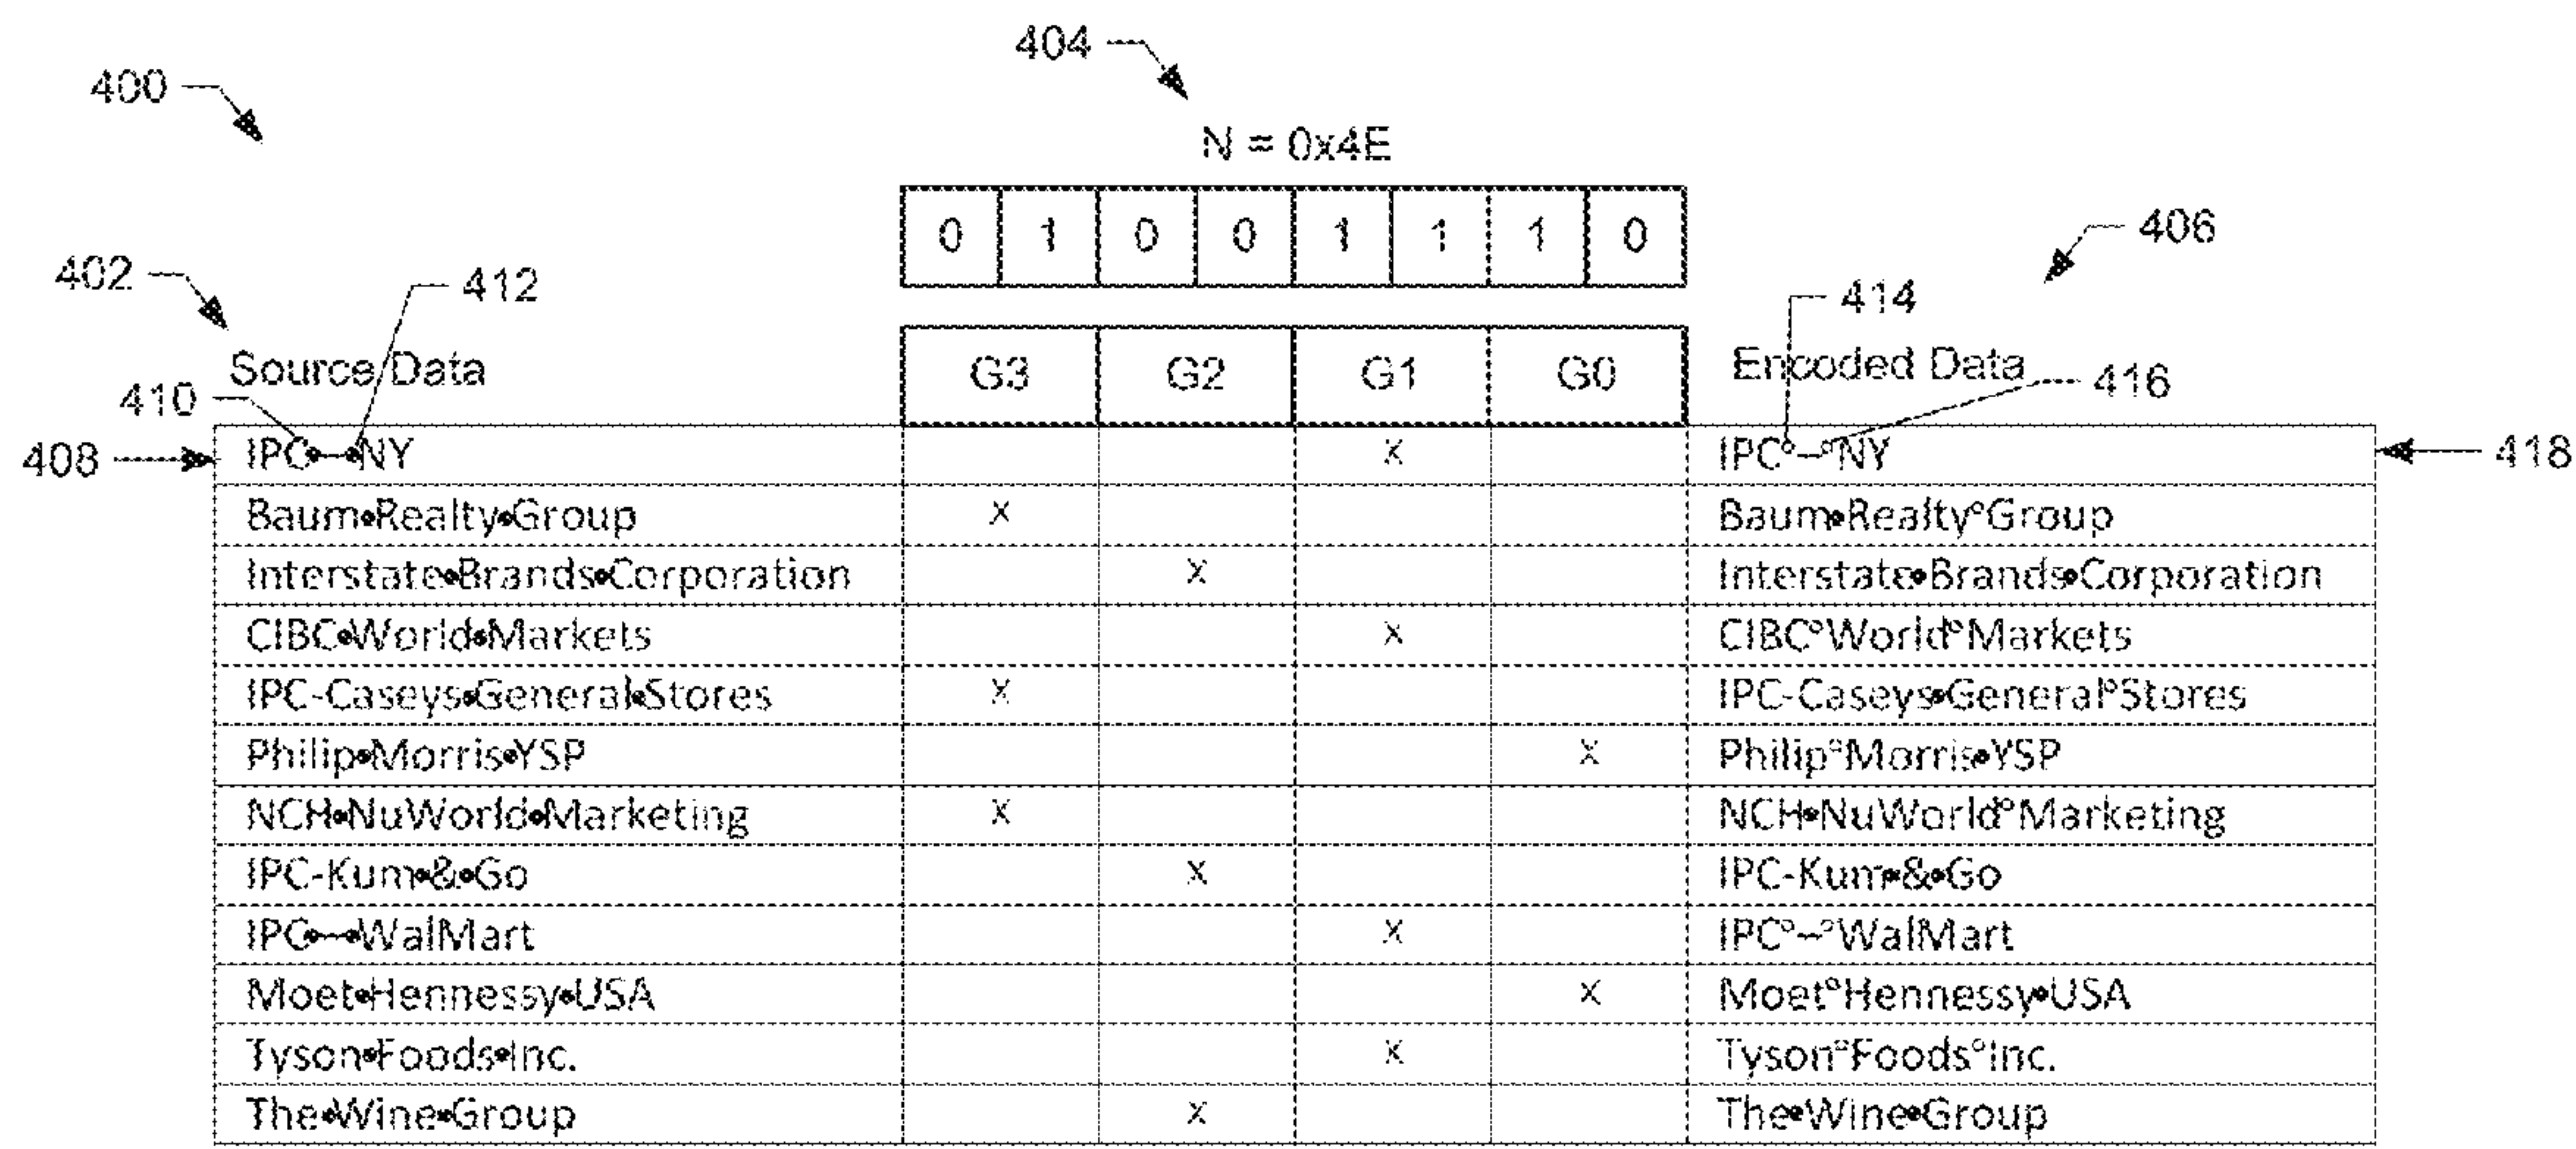 404
400
N = 0x4E
0 1 0 0 1 1 1 0
406
402
412
414
Source Data
G3 G2 G1 G0
Encoded Data
410
416
408
IPC•–•NY X IPC°–°NY
418
Baum•Realty•Group X Baum•Realty°Group
Interstate•Brands•Corporation X Interstate•Brands•Corporation
CIBC•World•Markets X CIBC°World°Markets
IPC-Caseys•General•Stores X IPC-Caseys•General°Stores
Philip•Morris•YSP X Philip°Morris•YSP
NCH•NuWorld•Marketing X NCH•NuWorld°Marketing
IPC-Kum•&•Go X IPC-Kum•&•Go
IPC•–•WalMart X IPC°–°WalMart
Moet•Hennessy•USA X Moet°Hennessy•USA
Tyson•Foods•Inc. X Tyson°Foods°Inc.
The•Wine•Group X The•Wine•Group